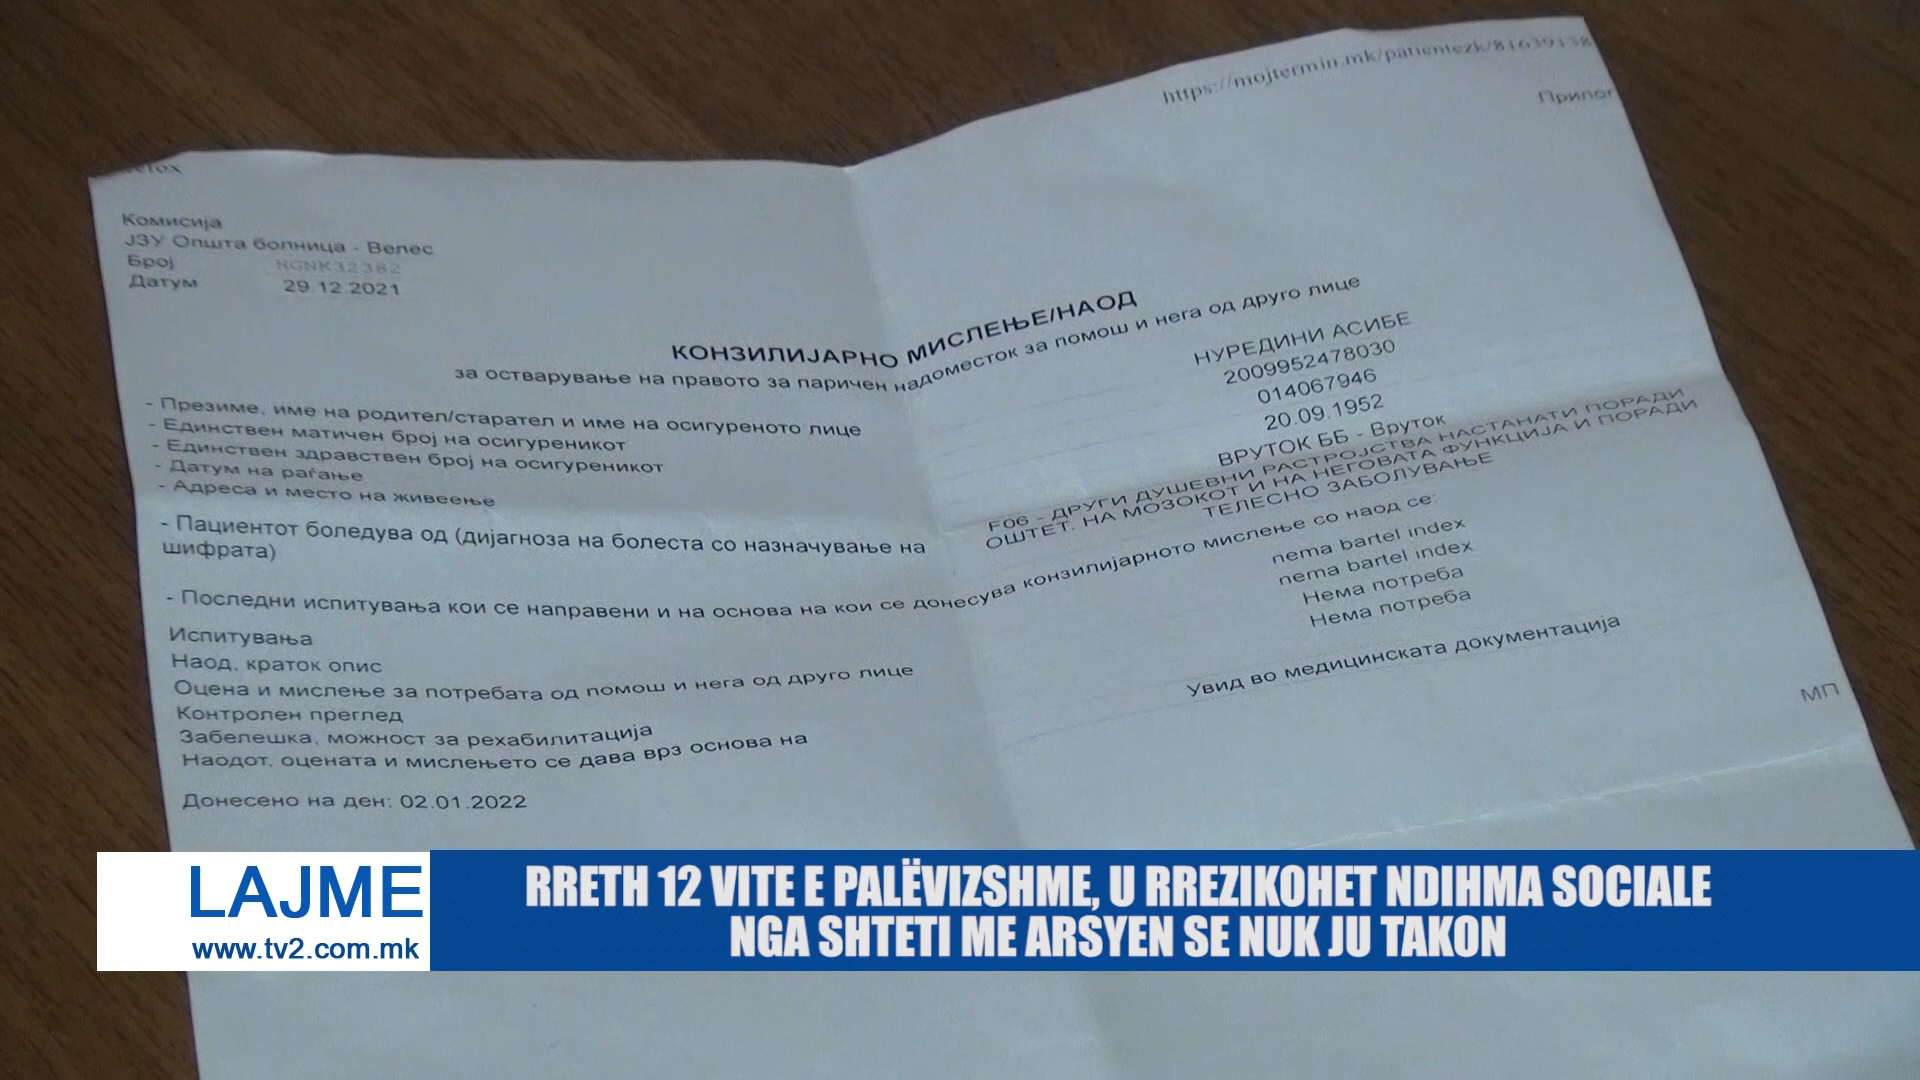 https://mojtermin.mk/patientezk/81639138
Прилог
Комисија
ЈЗУ Општа болница - Велес
Број HGNK32382
Датум 29.12.2021
КОНЗИЛИЈАРНО МИСЛЕЊЕ/НАОД
за остварување на правото за паричен надоместок за помош и нега од друго лице
- Презиме, име на родител/старател и име на осигуреното лице НУРЕДИНИ АСИБЕ
- Единствен матичен број на осигуреникот 2009952478030
- Единствен здравствен број на осигуреникот 014067946
- Датум на раѓање 20.09.1952
- Адреса и место на живеење ВРУТОК ББ - Вруток
- Пациентот боледува од (дијагноза на болеста со назначување на
шифрата)
F06 - ДРУГИ ДУШЕВНИ РАСТРОЈСТВА НАСТАНАТИ ПОРАДИ
ОШТЕТ. НА МОЗОКОТ И НА НЕГОВАТА ФУНКЦИЈА И ПОРАДИ
ТЕЛЕСНО ЗАБОЛУВАЊЕ
- Последни испитувања кои се направени и на основа на кои се донесува конзилијарното мислење со наод се:
Испитувања nema bartel index
Наод, краток опис nema bartel index
Оцена и мислење за потребата од помош и нега од друго лице
Контролен преглед Нема потреба
Забелешка, можност за рехабилитација Нема потреба
Наодот, оцената и мислењето се дава врз основа на Увид во медицинската документација
МП
Донесено на ден: 02.01.2022
LAJME
www.tv2.com.mk
RRETH 12 VITE E PALËVIZSHME, U RREZIKOHET NDIHMA SOCIALE
NGA SHTETI ME ARSYEN SE NUK JU TAKON